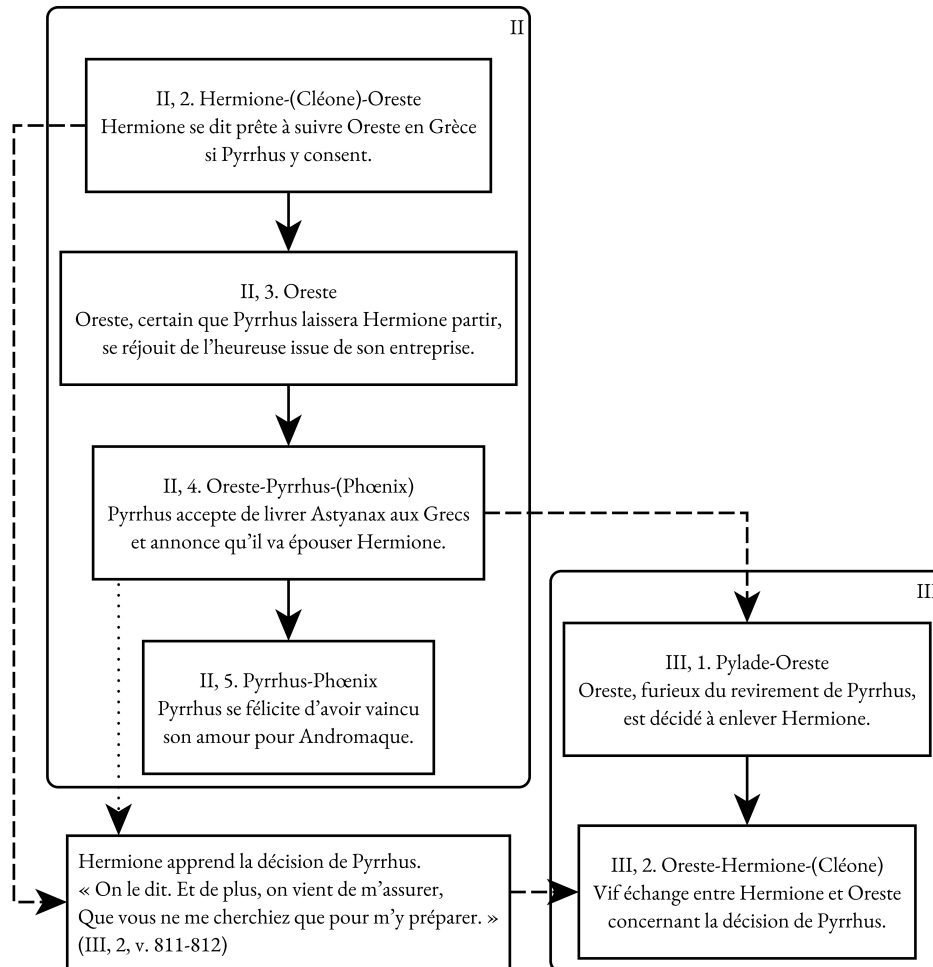 II
II, 2. Hermione-(Cléone)-Oreste
Hermione se dit prête à suivre Oreste en Grèce
si Pyrrhus y consent.
II, 3. Oreste
Oreste, certain que Pyrrhus laissera Hermione partir,
se réjouit de l’heureuse issue de son entreprise.
II, 4. Oreste-Pyrrhus-(Phœnix)
Pyrrhus accepte de livrer Astyanax aux Grecs
et annonce qu’il va épouser Hermione.
II, 5. Pyrrhus-Phœnix
Pyrrhus se félicite d’avoir vaincu
son amour pour Andromaque.
Hermione apprend la décision de Pyrrhus.
« On le dit. Et de plus, on vient de m’assurer,
Que vous ne me cherchiez que pour m’y préparer. »
(III, 2, v. 811-812)
III
III, 1. Pylade-Oreste
Oreste, furieux du revirement de Pyrrhus,
est décidé à enlever Hermione.
III, 2. Oreste-Hermione-(Cléone)
Vif échange entre Hermione et Oreste
concernant la décision de Pyrrhus.